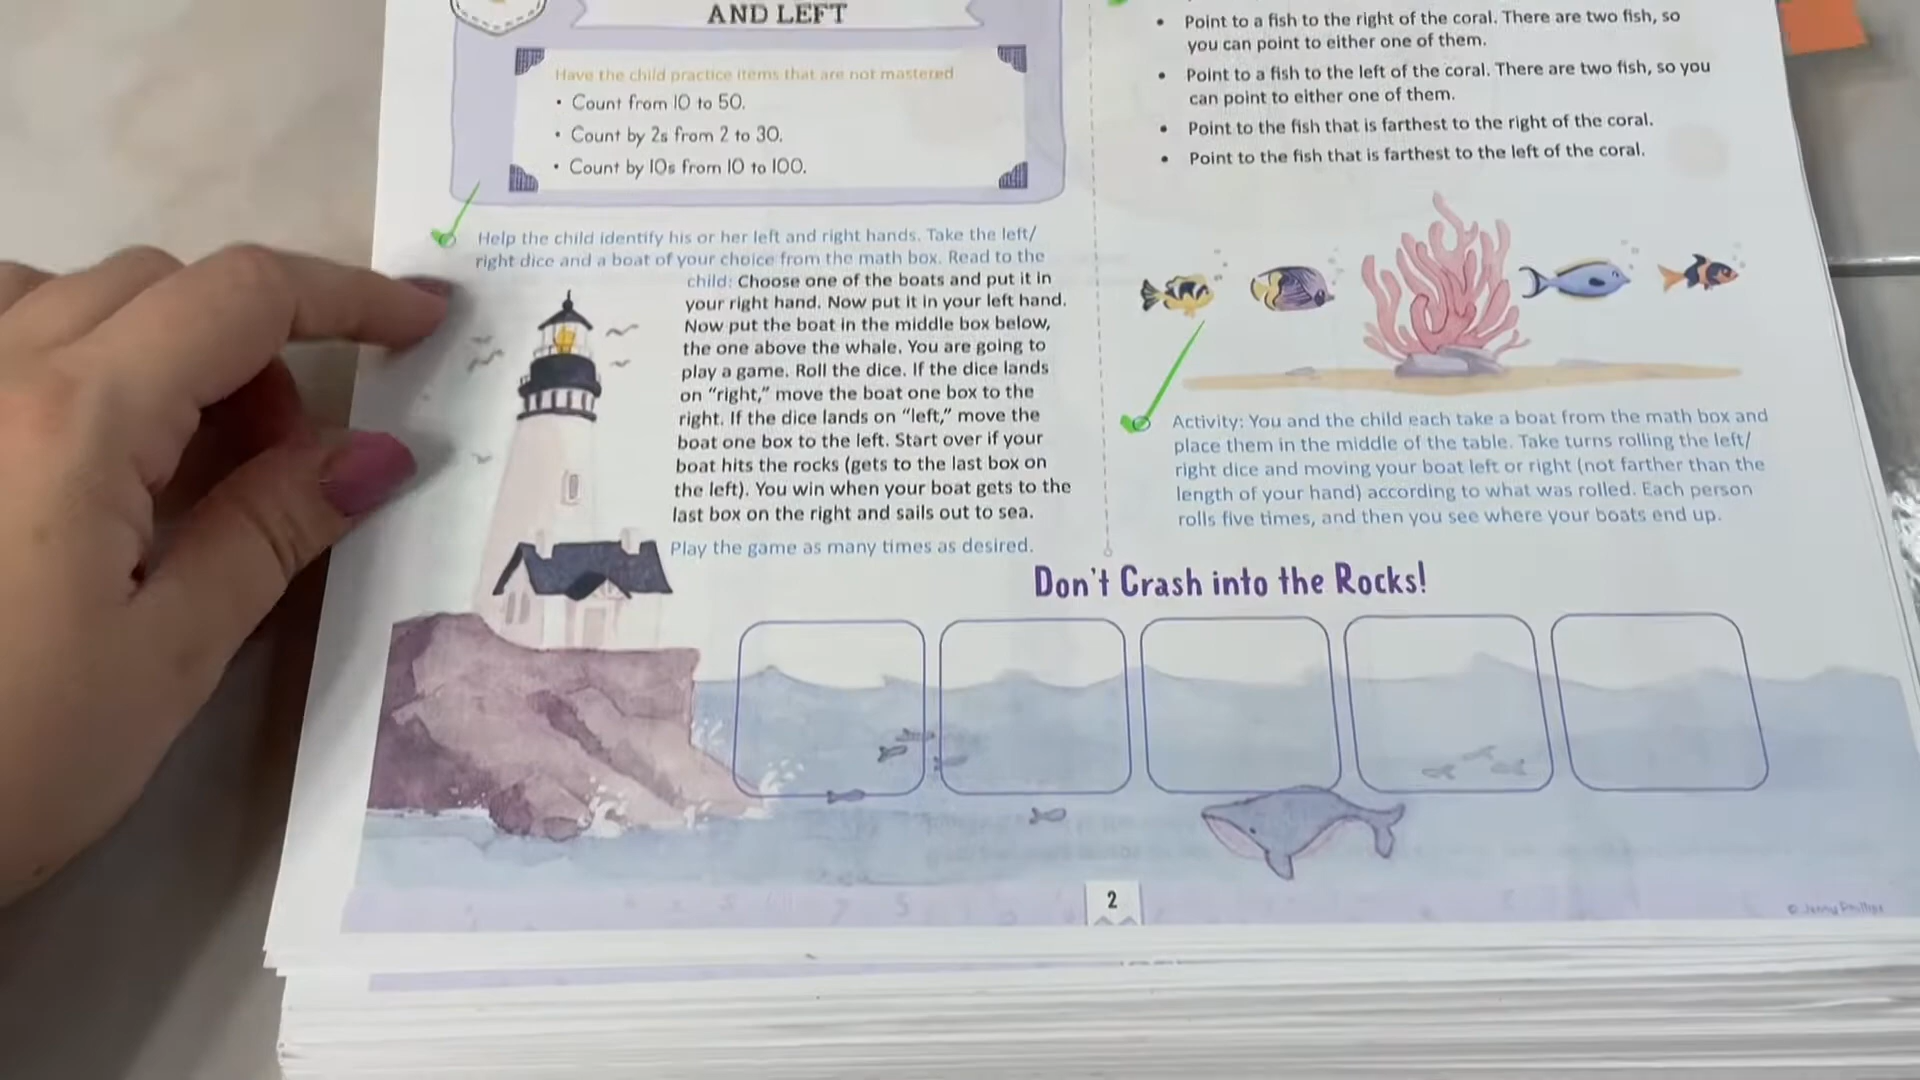 AND LEFT
Have the child practice items that are not mastered
• Count from 10 to 50.
• Count by 2s from 2 to 30.
• Count by 10s from 10 to 100.
Help the child identify his or her left and right hands. Take the left/
right dice and a boat of your choice from the math box. Read to the
child: Choose one of the boats and put it in
your right hand. Now put it in your left hand.
Now put the boat in the middle box below,
the one above the whale. You are going to
play a game. Roll the dice. If the dice lands
on “right,” move the boat one box to the
right. If the dice lands on “left,” move the
boat one box to the left. Start over if your
boat hits the rocks (gets to the last box on
the left). You win when your boat gets to the
last box on the right and sails out to sea.
Play the game as many times as desired.
• Point to a fish to the right of the coral. There are two fish, so
you can point to either one of them.
• Point to a fish to the left of the coral. There are two fish, so you
can point to either one of them.
• Point to the fish that is farthest to the right of the coral.
• Point to the fish that is farthest to the left of the coral.
Activity: You and the child each take a boat from the math box and
place them in the middle of the table. Take turns rolling the left/
right dice and moving your boat left or right (not farther than the
length of your hand) according to what was rolled. Each person
rolls five times, and then you see where your boats end up.
Don't Crash into the Rocks!
2
© Jenny Phillips